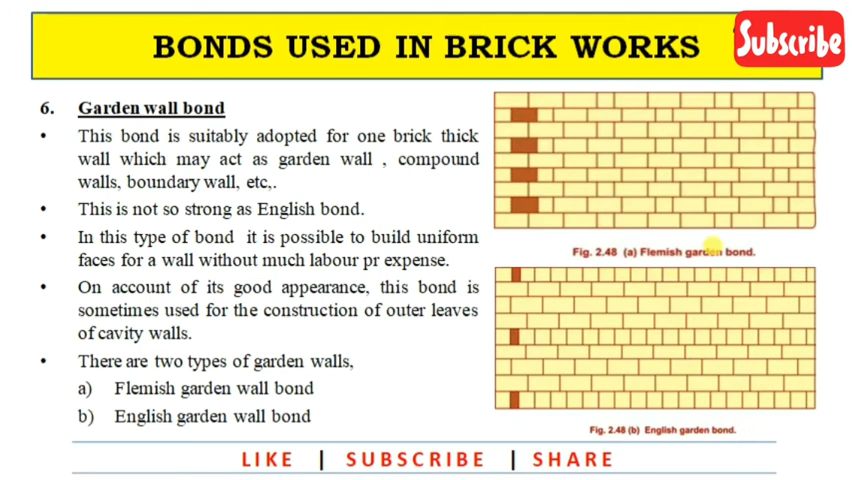 BONDS USED IN BRICK WORKS
Subscribe
6. Garden wall bond
• This bond is suitably adopted for one brick thick
wall which may act as garden wall , compound
walls, boundary wall, etc,.
• This is not so strong as English bond.
• In this type of bond it is possible to build uniform
faces for a wall without much labour pr expense.
• On account of its good appearance, this bond is
sometimes used for the construction of outer leaves
of cavity walls.
• There are two types of garden walls,
a) Flemish garden wall bond
b) English garden wall bond
Fig. 2.48 (a) Flemish garden bond.
Fig. 2.48 (b) English garden bond.
LIKE | SUBSCRIBE | SHARE